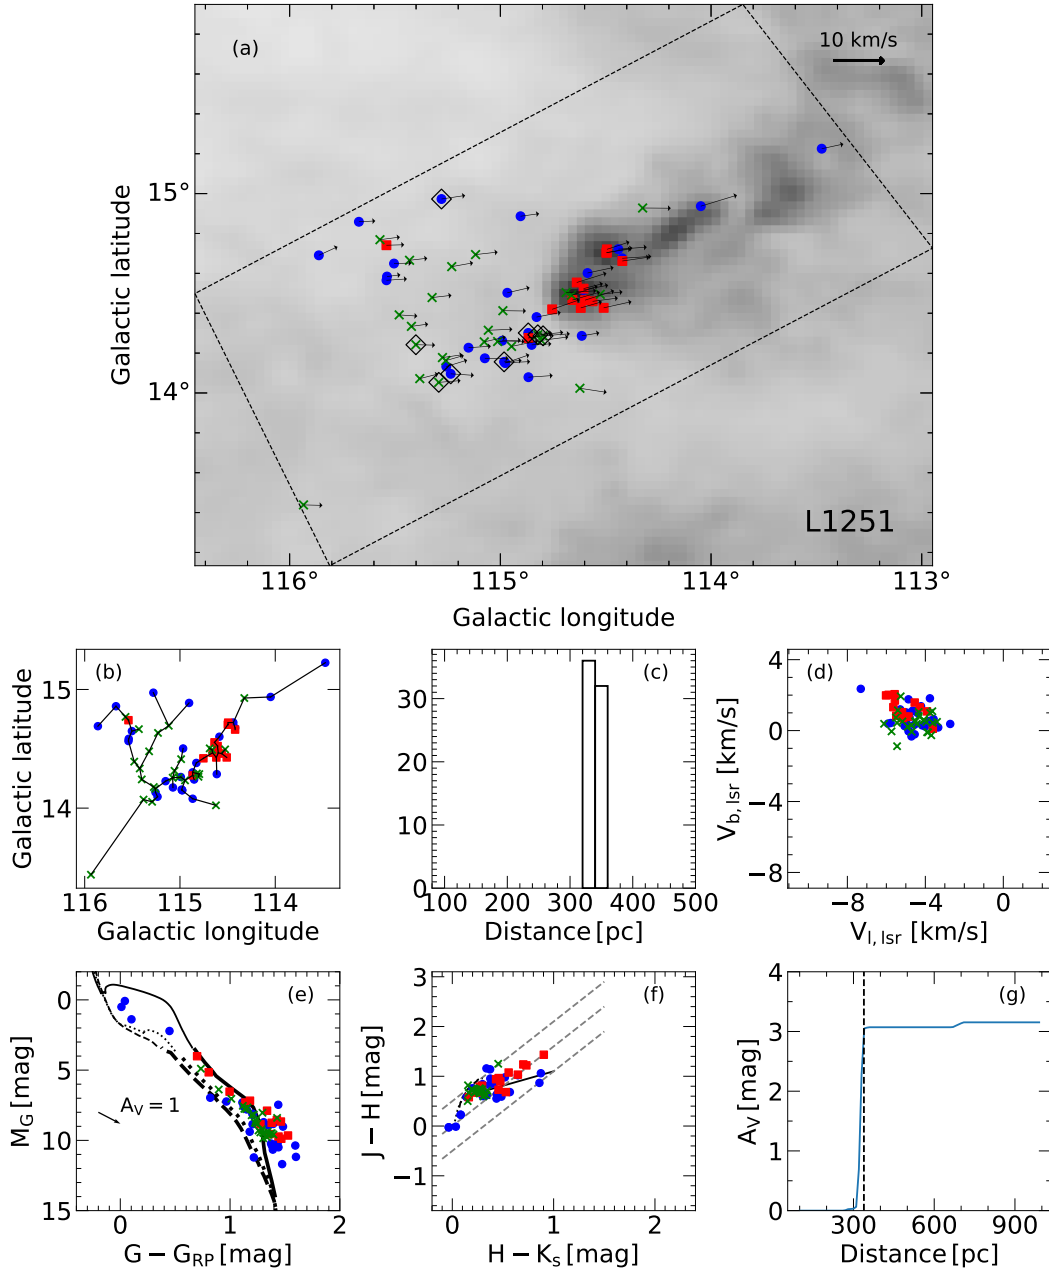 (a)
10 km/s
15°
14°
Galactic latitude
L1251
116°
115°
114°
113°
Galactic longitude
(b)
15
14
Galactic latitude
116
115
114
Galactic longitude
(c)
30
20
10
0
100
200
300
400
500
Distance [pc]
(d)
4
0
−4
−8
V_b, lsr [km/s]
−8
−4
0
V_l, lsr [km/s]
(e)
0
5
10
15
M_G [mag]
A_V = 1
0
1
2
G − G_RP [mag]
(f)
3
2
1
0
−1
J − H [mag]
0
1
2
H − K_s [mag]
(g)
4
3
2
1
0
A_V [mag]
300
600
900
Distance [pc]